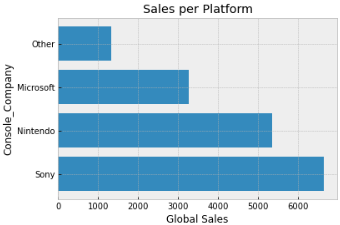 Sales per Platform
Other
Microsoft
Nintendo
Sony
Console_Company
0 1000 2000 3000 4000 5000 6000
Global Sales